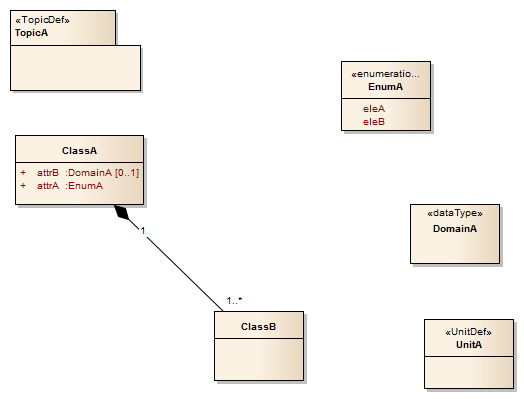 «TopicDef»
TopicA
«enumeratio...
EnumA
eleA
eleB
ClassA
+ attrB :DomainA [0..1]
+ attrA :EnumA
1
1..*
ClassB
«dataType»
DomainA
«UnitDef»
UnitA